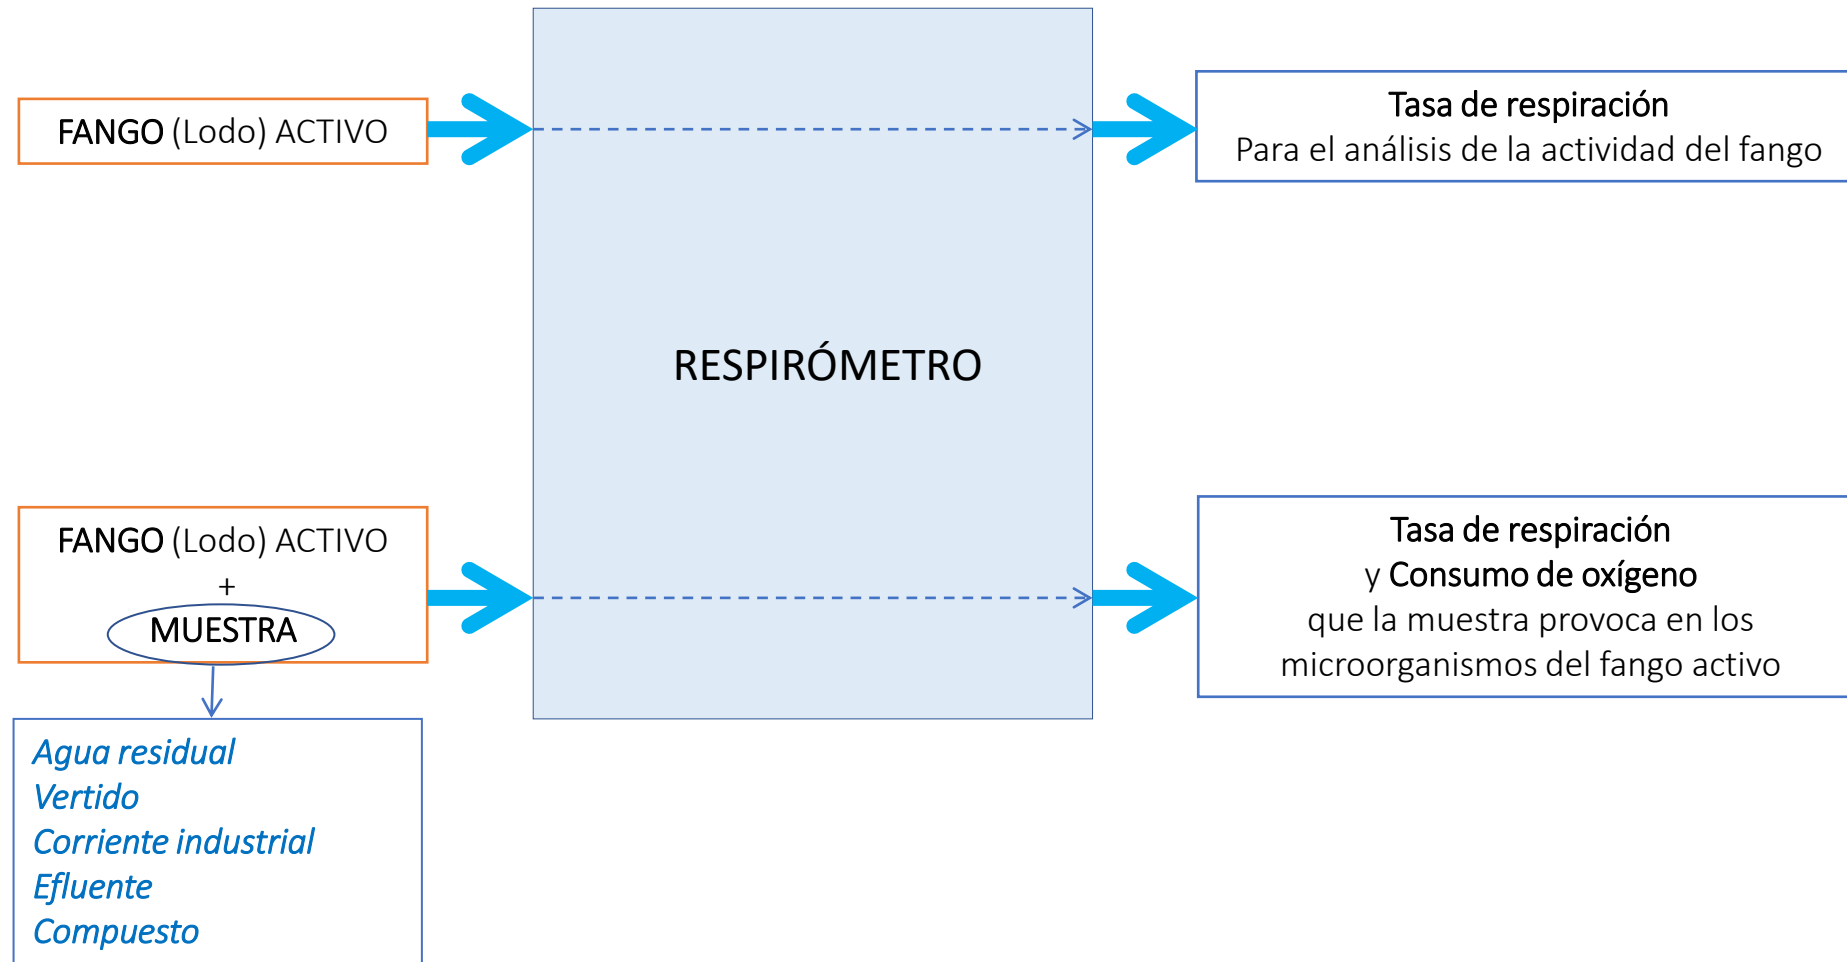 FANGO (Lodo) ACTIVO
Tasa de respiración
Para el análisis de la actividad del fango
RESPIRÓMETRO
FANGO (Lodo) ACTIVO
+
MUESTRA
Tasa de respiración
y Consumo de oxígeno
que la muestra provoca en los
microorganismos del fango activo
Agua residual
Vertido
Corriente industrial
Efluente
Compuesto